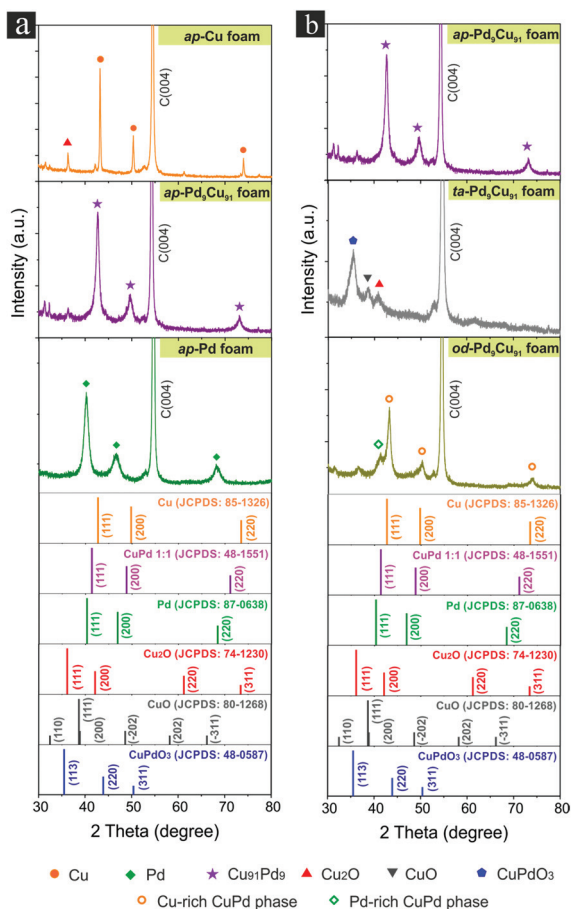 a
ap-Cu foam
C(004)
ap-Pd9Cu91 foam
C(004)
ap-Pd foam
C(004)
Intensity (a.u.)
Cu (JCPDS: 85-1326)
(111)
(200)
(220)
CuPd 1:1 (JCPDS: 48-1551)
(111)
(200)
(220)
Pd (JCPDS: 87-0638)
(111)
(200)
(220)
Cu2O (JCPDS: 74-1230)
(111)
(200)
(220)
(311)
CuO (JCPDS: 80-1268)
(110)
(111)
(200)
(-202)
(202)
(-311)
CuPdO3 (JCPDS: 48-0587)
(113)
(220)
(311)
30 40 50 60 70 80
2 Theta (degree)
b
ap-Pd9Cu91 foam
C(004)
ta-Pd9Cu91 foam
C(004)
od-Pd9Cu91 foam
C(004)
Intensity (a.u.)
Cu (JCPDS: 85-1326)
(111)
(200)
(220)
CuPd 1:1 (JCPDS: 48-1551)
(111)
(200)
(220)
Pd (JCPDS: 87-0638)
(111)
(200)
(220)
Cu2O (JCPDS: 74-1230)
(111)
(200)
(220)
(311)
CuO (JCPDS: 80-1268)
(110)
(111)
(200)
(-202)
(202)
(-311)
CuPdO3 (JCPDS: 48-0587)
(113)
(220)
(311)
30 40 50 60 70 80
2 Theta (degree)
Cu Pd Cu91Pd9 Cu2O CuO CuPdO3
Cu-rich CuPd phase Pd-rich CuPd phase